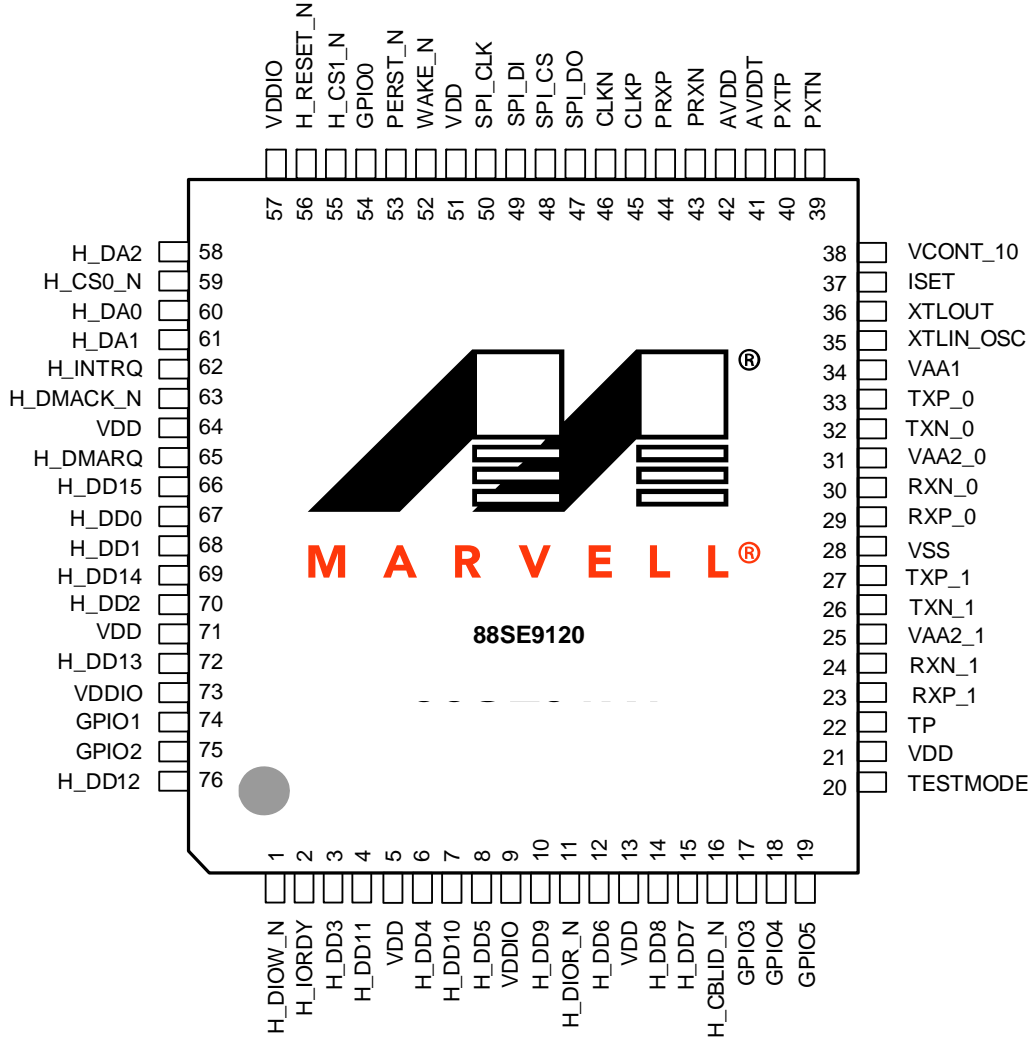 VDDIO
H_RESET_N
H_CS1_N
GPIO0
PERST_N
WAKE_N
VDD
SPI_CLK
SPI_DI
SPI_CS
SPI_DO
CLKN
CLKP
PRXP
PRXN
AVDD
AVDDT
PXTP
PXTN
57 56 55 54 53 52 51 50 49 48 47 46 45 44 43 42 41 40 39
H_DA2 58
H_CS0_N 59
H_DA0 60
H_DA1 61
H_INTRQ 62
H_DMACK_N 63
VDD 64
H_DMARQ 65
H_DD15 66
H_DD0 67
H_DD1 68
H_DD14 69
H_DD2 70
VDD 71
H_DD13 72
VDDIO 73
GPIO1 74
GPIO2 75
H_DD12 76
®
MARVELL®
88SE9120
38 VCONT_10
37 ISET
36 XTLOUT
35 XTLIN_OSC
34 VAA1
33 TXP_0
32 TXN_0
31 VAA2_0
30 RXN_0
29 RXP_0
28 VSS
27 TXP_1
26 TXN_1
25 VAA2_1
24 RXN_1
23 RXP_1
22 TP
21 VDD
20 TESTMODE
1 2 3 4 5 6 7 8 9 10 11 12 13 14 15 16 17 18 19
H_DIOW_N
H_IORDY
H_DD3
H_DD11
VDD
H_DD4
H_DD10
H_DD5
VDDIO
H_DD9
H_DIOR_N
H_DD6
VDD
H_DD8
H_DD7
H_CBLID_N
GPIO3
GPIO4
GPIO5